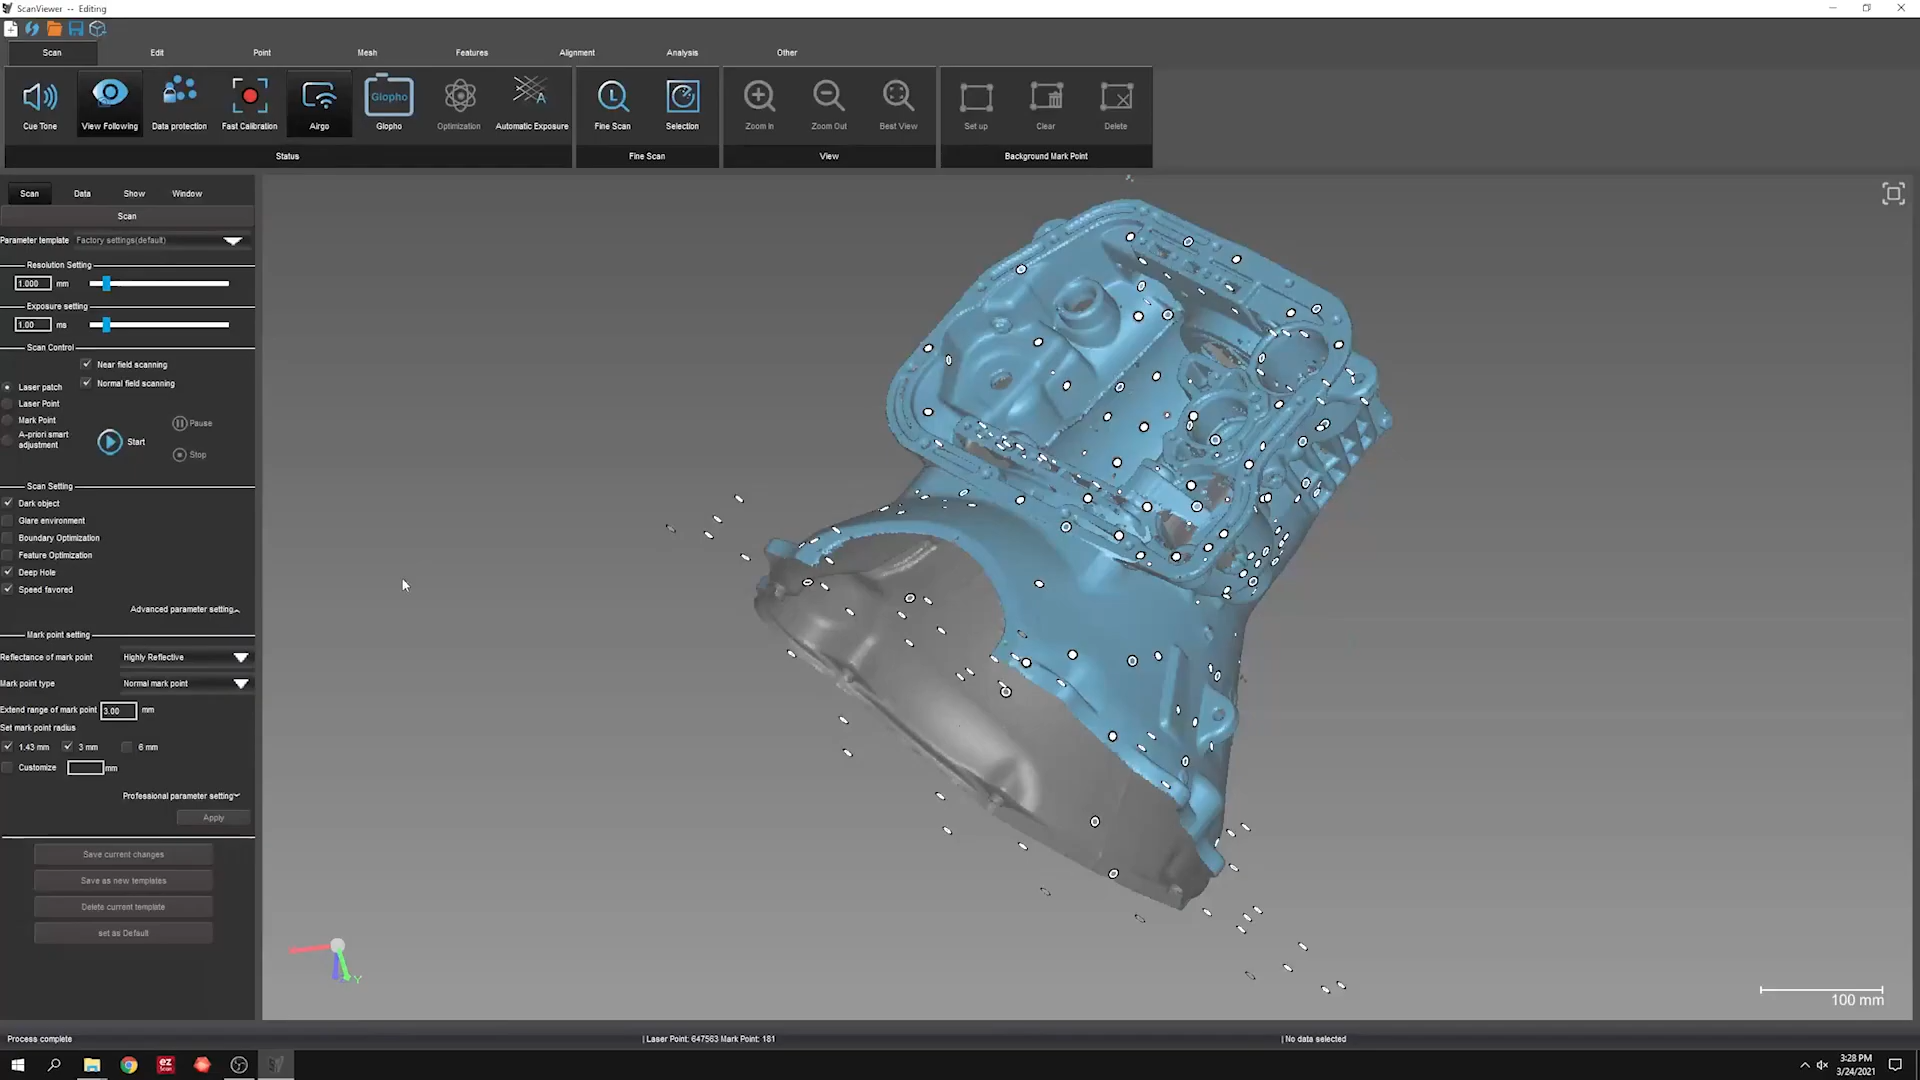 ScanViewer -- Editing
Scan Edit Point Mesh Features Alignment Analysis Other
Glopho L A
Cue Tone View Following Data protection Fast Calibration Airgo Glopho Optimization Automatic Exposure Fine Scan Selection Zoom In Zoom Out Best View Set up Clear Delete
Status Fine Scan View Background Mark Point
Scan Data Show Window
Scan
Parameter template Factory settings(default)
Resolution Setting
1.000 mm
Exposure setting
1.00 ms
Scan Control
Near field scanning
Normal field scanning
Laser patch
Laser Point
Mark Point
A-priori smart
adjustment
Start
Pause
Stop
Scan Setting
Dark object
Glare environment
Boundary Optimization
Feature Optimization
Deep Hole
Speed favored
Advanced parameter setting
Mark point setting
Reflectance of mark point Highly Reflective
Mark point type Normal mark point
Extend range of mark point 3.00 mm
Set mark point radius
1.43 mm 3 mm 6 mm
Customize mm
Professional parameter setting
Apply
Save current changes
Save as new templates
Delete current template
set as Default
Y
100 mm
Process complete | Laser Point: 647563 Mark Point: 181 | No data selected
ez
Scan
3:28 PM
3/24/2021